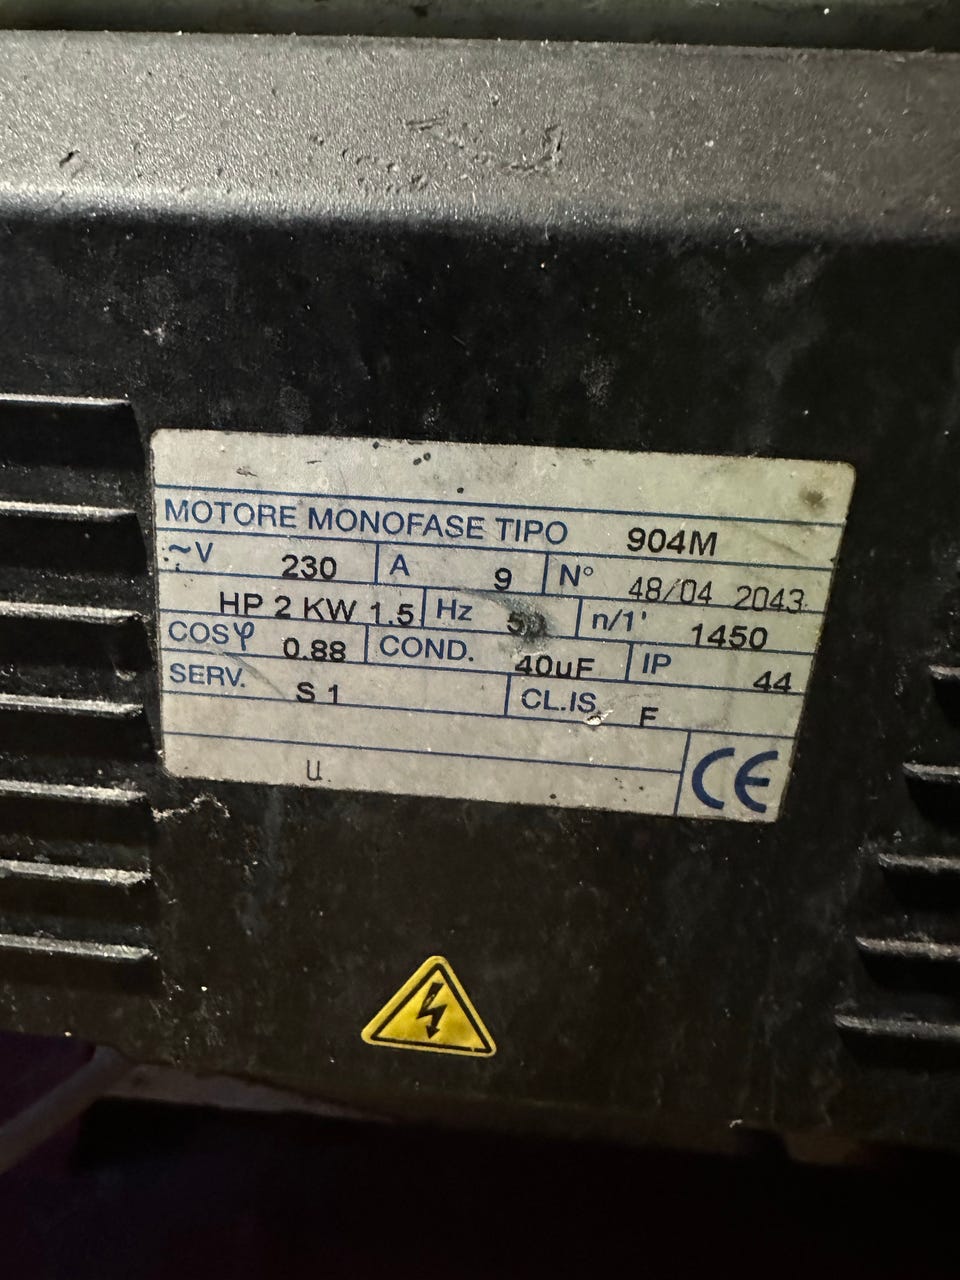 MOTORE MONOFASE TIPO 904M
~V 230 A 9 N° 48/04 2043
HP 2 KW 1.5 Hz 50 n/1' 1450
COSφ 0.88 COND. 40uF IP 44
SERV. S 1 CL.IS. F
u
CE